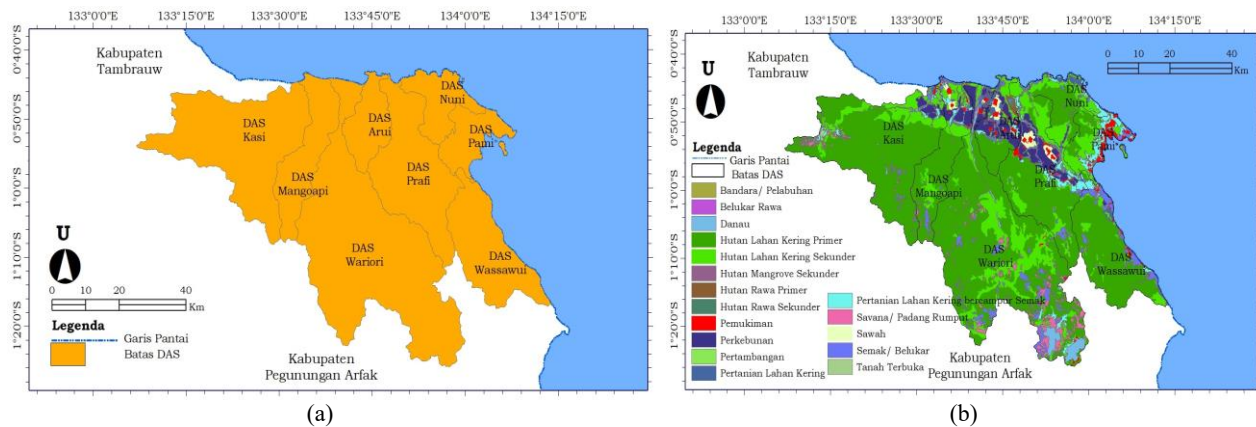 133°0'0"E 133°15'0"E 133°30'0"E 133°45'0"E 134°0'0"E 134°15'0"E
0°40'0"S
0°50'0"S
1°0'0"S
1°10'0"S
1°20'0"S
Kabupaten
Tambrauw
DAS
Kasi
DAS
Mangoapi
DAS
Arui
DAS
Nuni
DAS
Pami
DAS
Prafi
DAS
Wariori
DAS
Wassawui
U
0 10 20 40
Km
Legenda
Garis Pantai
Batas DAS
Kabupaten
Pegunungan Arfak
(a)
133°0'0"E 133°15'0"E 133°30'0"E 133°45'0"E 134°0'0"E 134°15'0"E
0°40'0"S
0°50'0"S
1°0'0"S
1°10'0"S
1°20'0"S
Kabupaten
Tambrauw
0 10 20 40
Km
U
DAS
Kasi
DAS
Mangoapi
DAS
Nuni
DAS
Pami
DAS
Prafi
DAS
Wariori
DAS
Wassawui
Legenda
Garis Pantai
Batas DAS
Bandara/ Pelabuhan
Belukar Rawa
Danau
Hutan Lahan Kering Primer
Hutan Lahan Kering Sekunder
Hutan Mangrove Sekunder
Hutan Rawa Primer
Hutan Rawa Sekunder
Pemukiman
Perkebunan
Pertambangan
Pertanian Lahan Kering
Pertanian Lahan Kering bercampur Semak
Savana/ Padang Rumput
Sawah
Semak/ Belukar
Tanah Terbuka
Kabupaten
Pegunungan Arfak
(b)